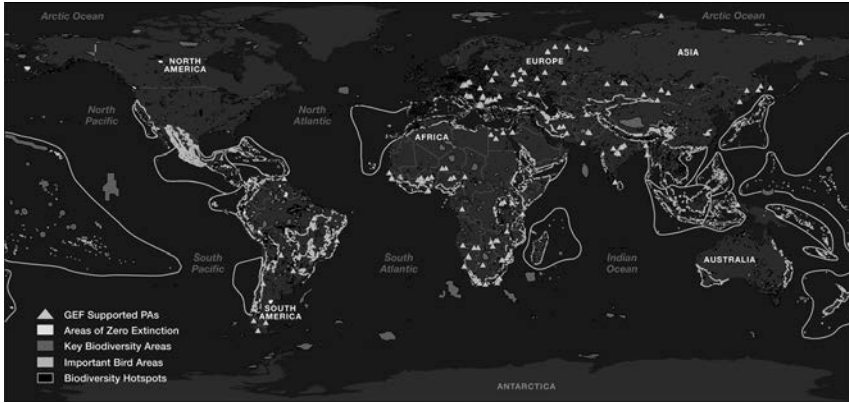 Arctic Ocean
Arctic Ocean
NORTH
AMERICA
EUROPE
ASIA
North
Pacific
North
Atlantic
AFRICA
South
Pacific
South
Atlantic
Indian
Ocean
AUSTRALIA
SOUTH
AMERICA
GEF Supported PAs
Areas of Zero Extinction
Key Biodiversity Areas
Important Bird Areas
Biodiversity Hotspots
ANTARCTICA